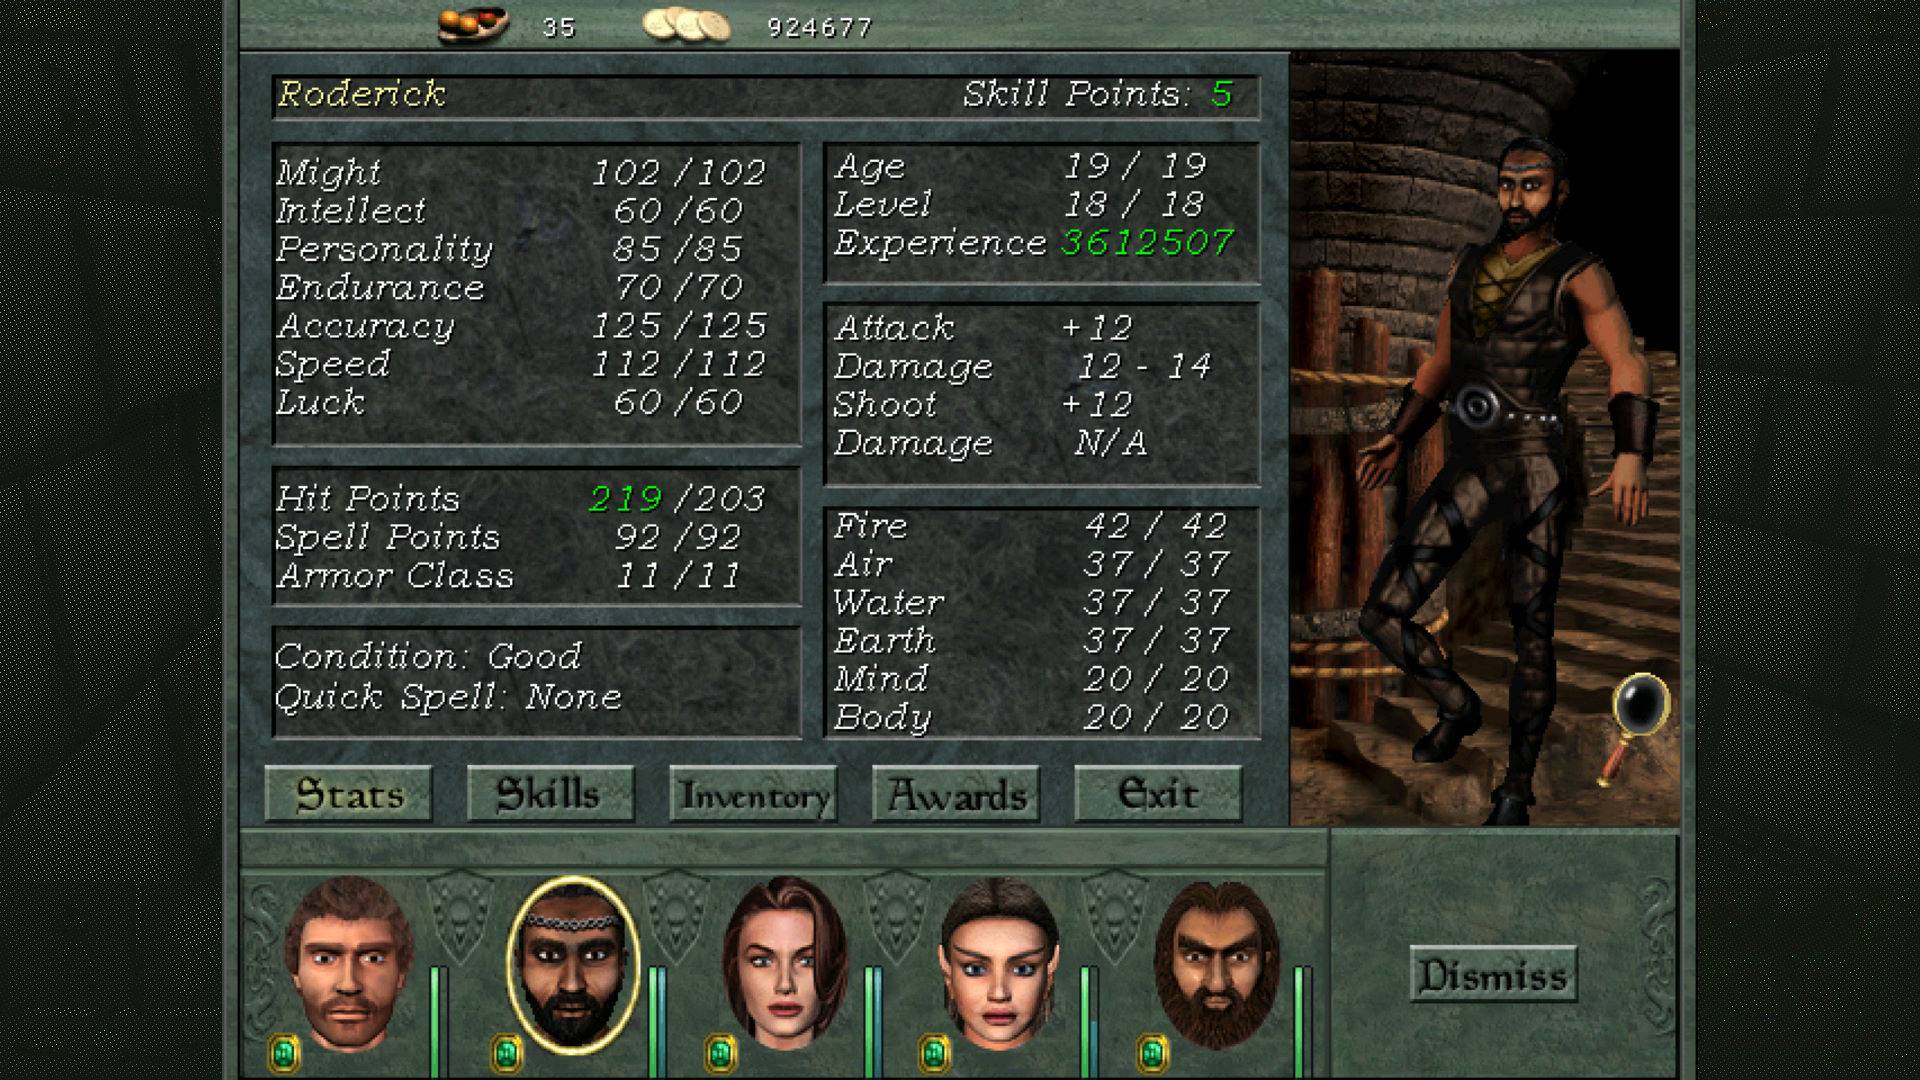 35 924677
Roderick Skill Points: 5
Might 102 /102
Intellect 60 /60
Personality 85 /85
Endurance 70 /70
Accuracy 125 /125
Speed 112 /112
Luck 60 /60
Hit Points 219 /203
Spell Points 92 /92
Armor Class 11 /11
Condition: Good
Quick Spell: None
Age 19 / 19
Level 18 / 18
Experience 3612507
Attack +12
Damage 12 - 14
Shoot +12
Damage N/A
Fire 42 / 42
Air 37 / 37
Water 37 / 37
Earth 37 / 37
Mind 20 / 20
Body 20 / 20
Stats Skills Inventory Awards Exit
Dismiss